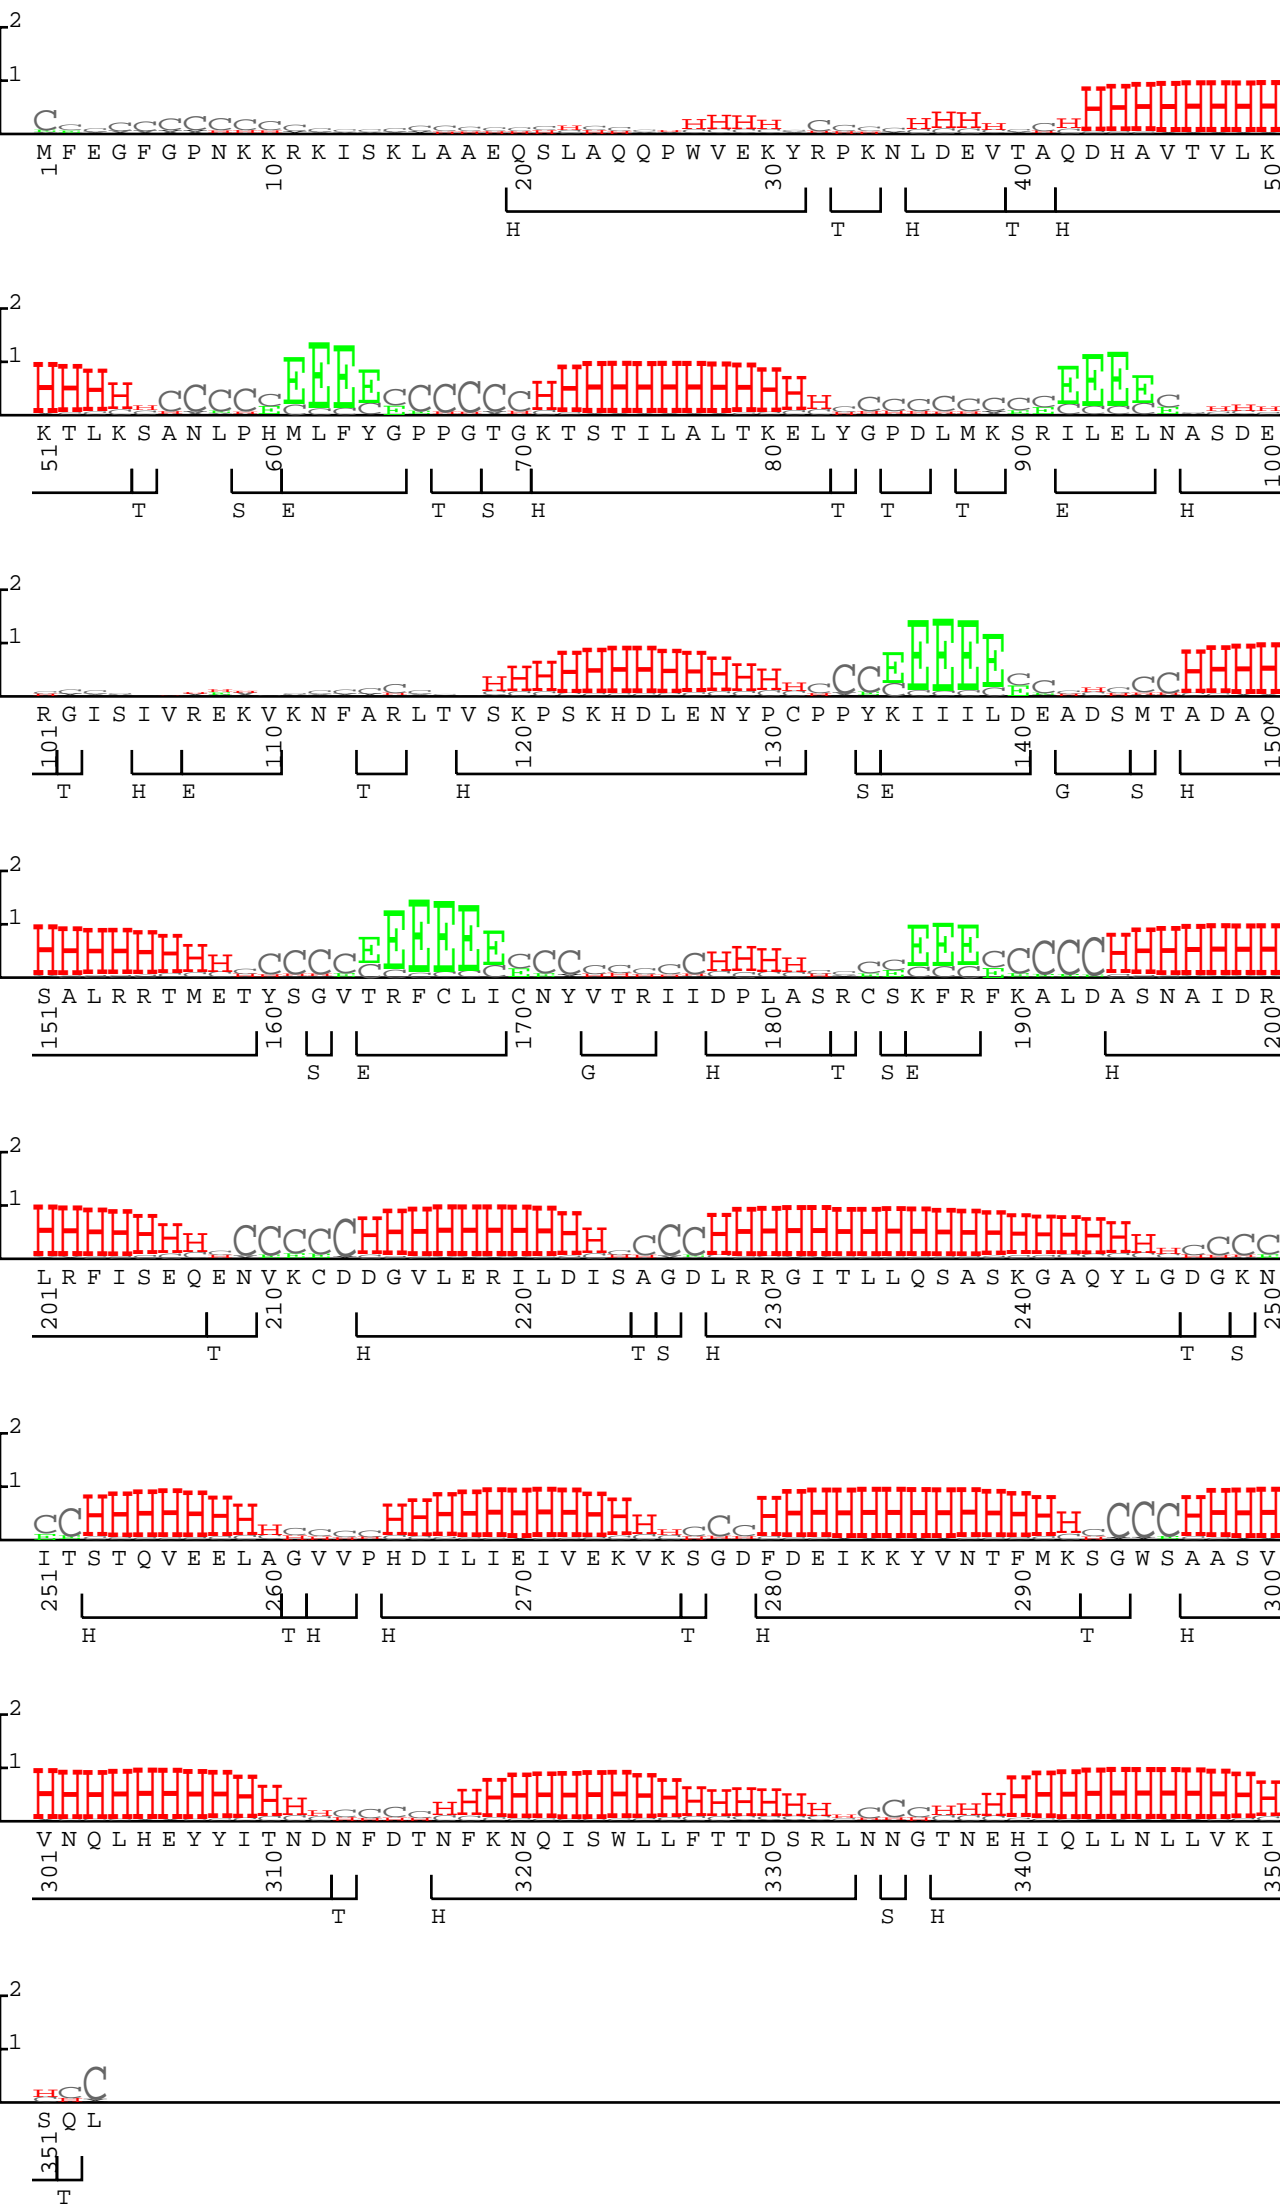 2
1
CCCCCCCCCCCCCCCCCCCCCCCCCCHHHHCCCCHHHHCCHHHHHHHHH
M F E G F G P N K K R K I S K L A A E Q S L A Q Q P W V E K Y R P K N L D E V T A Q D H A V T V L K
1 10 20 30 40 50
H T H T H
2
1
HHHHHCCCCCEEEECCCCCCHHHHHHHHHHHHCCCCCCCCCEEEECHHH
K T L K S A N L P H M L F Y G P P G T G K T S T I L A L T K E L Y G P D L M K S R I L E L N A S D E
51 60 70 80 90 100
T S E T S H T T T E H
2
1
R G I S I V R E K V K N F A R L T V S K P S K H D L E N Y P C P P Y K I I I L D E A D S M T A D A Q
101 110 120 130 140 150
T H E T H S E G S H
2
1
S A L R R T M E T Y S G V T R F C L I C N Y V T R I I D P L A S R C S K F R F K A L D A S N A I D R
151 160 170 180 190 200
S E G H T S E H
2
1
L R F I S E Q E N V K C D D G V L E R I L D I S A G D L R R G I T L L Q S A S K G A Q Y L G D G K N
201 210 220 230 240 250
T H T S H T S
2
1
I T S T Q V E E L A G V V P H D I L I E I V E K V K S G D F D E I K K Y V N T F M K S G W S A A S V
251 260 270 280 290 300
H T H H T H T H
2
1
V N Q L H E Y Y I T N D N F D T N F K N Q I S W L L F T T D S R L N N G T N E H I Q L L N L L V K I
301 310 320 330 340 350
T H S H
2
1
HCC
S Q L
351
T